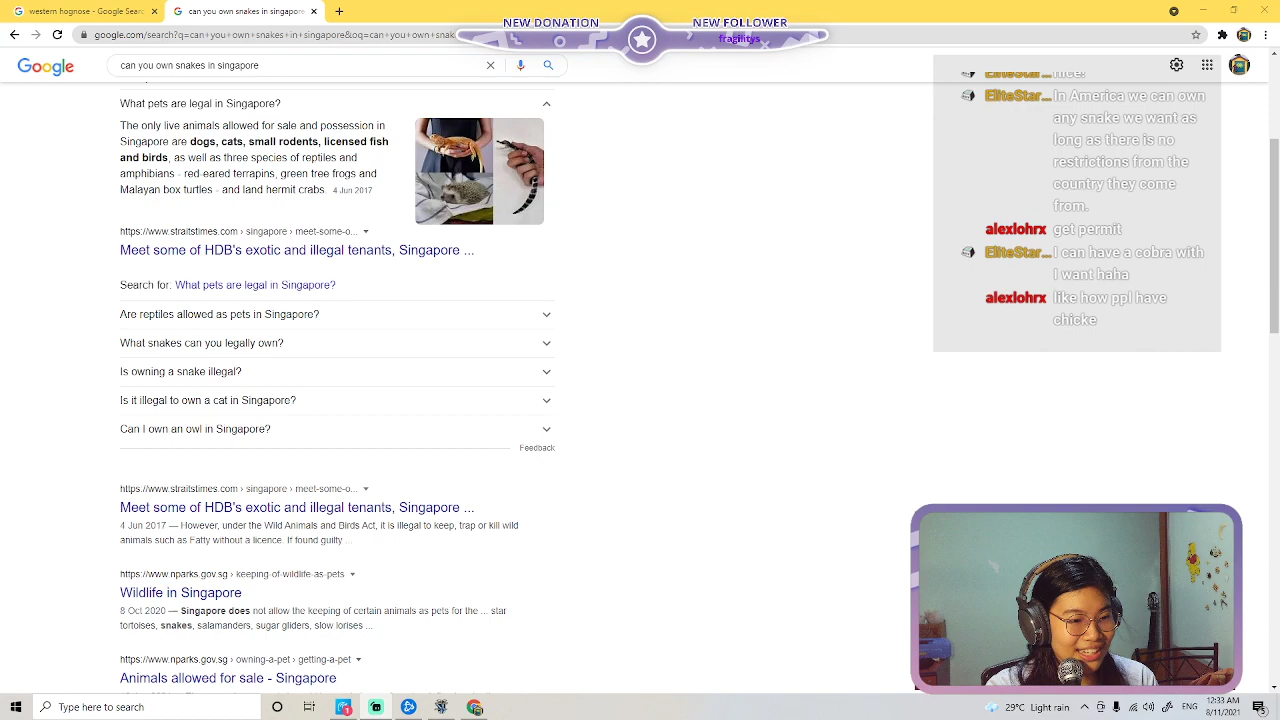 NEW DONATION
NEW FOLLOWER
fragilitys
can you own snakes in singapore
can you own snakes in singapore
google.com/search?q=can+you+own+snakes+in+singapore&oq=can+you+own+snak
Google
can you own snakes in singapore
What pets are legal in Singapore?
The only live animals allowed for sale and possession in
Singapore are dogs, cats, small rodents, licensed fish
and birds, as well as three species of reptiles and
amphibians - red-eared terrapins, green tree frogs and
Malayan box turtles - and land hermit crabs. 4 Jun 2017
https://www.straitstimes.com › singapore › meet-some-o...
Meet some of HDB's exotic and illegal tenants, Singapore ...
Search for: What pets are legal in Singapore?
Are reptiles allowed as pets in Singapore?
What snakes can you legally own?
Is owning a snake illegal?
Is it illegal to own a cat in Singapore?
Can I own an owl in Singapore?
Feedback
https://www.straitstimes.com › singapore › meet-some-o...
Meet some of HDB's exotic and illegal tenants, Singapore ...
4 Jun 2017 — However, under the Wild Animals and Birds Act, it is illegal to keep, trap or kill wild
animals such as Fatty without a licence. If found guilty ...
https://www.nparks.gov.sg › keeping-of-wildlife-as-pets
Wildlife in Singapore
8 Oct 2020 — Singapore does not allow the keeping of certain animals as pets for the ... star
tortoises, snakes, salamanders, sugar gliders, slow lorises ...
https://www.nparks.gov.sg › owning-a-pet › getting-a-pet
Animals allowed for sale - Singapore
EliteStar... nice!
EliteStar... In America we can own
any snake we want as
long as there is no
restrictions from the
country they come
from.
alexlohrx get permit
EliteStar... I can have a cobra with
I want haha
alexlohrx like how ppl have
chicke
Type here to search
29°C Light rain
12:33 AM
8/11/2021